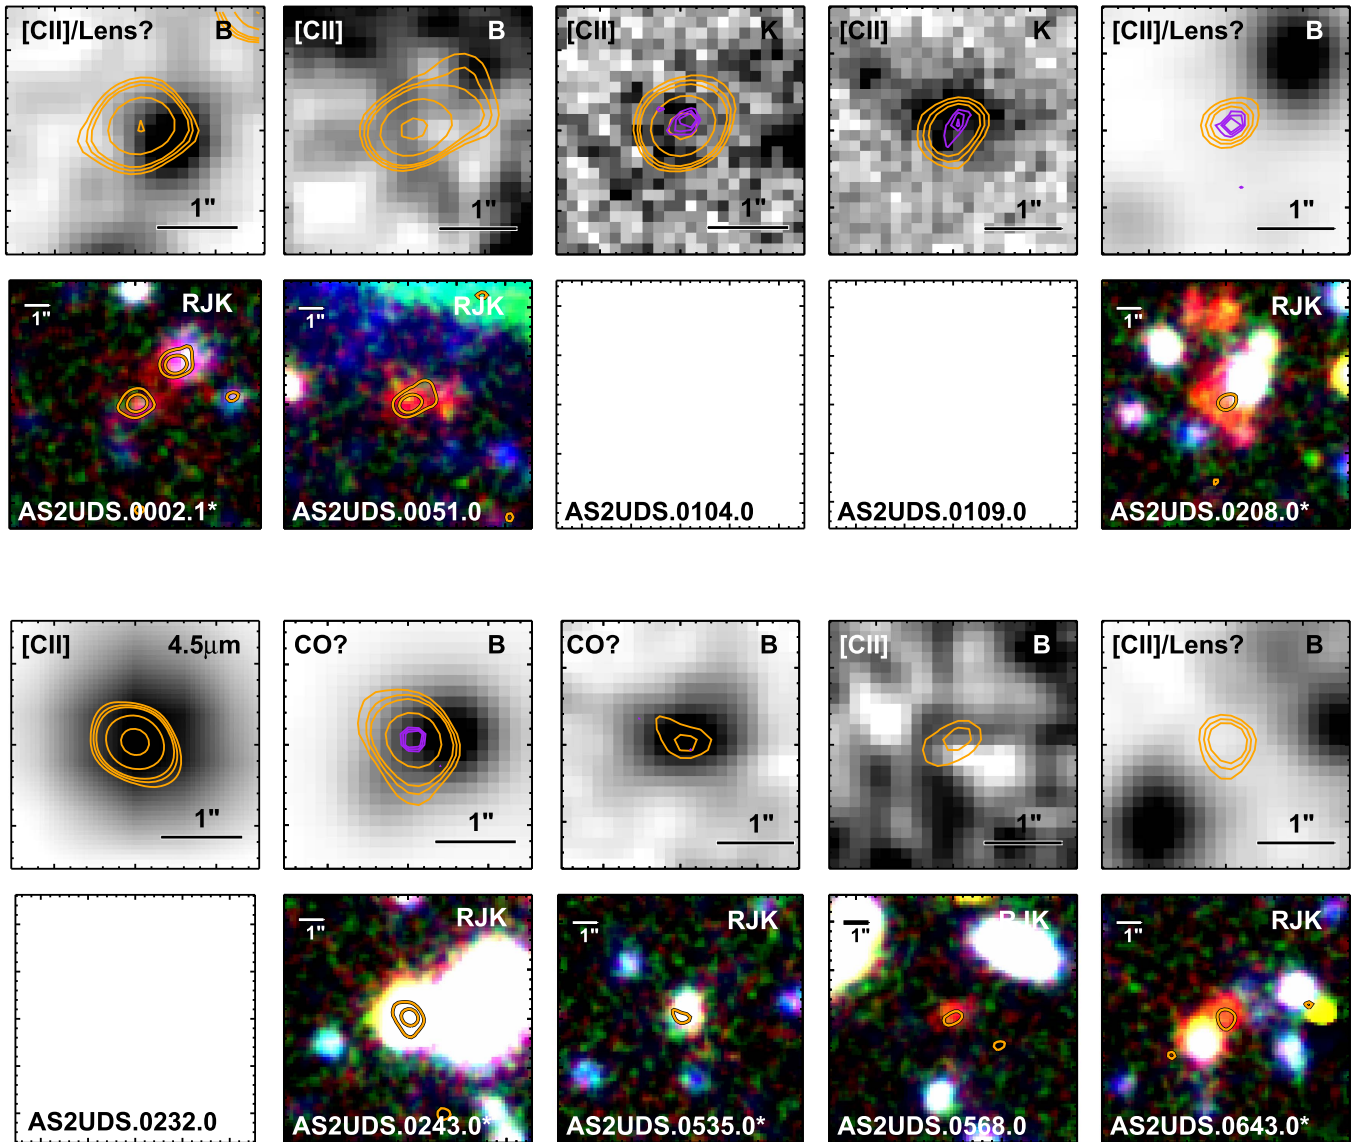 [CII]/Lens? B
1"
[CII] B
1"
[CII] K
1"
[CII] K
1"
[CII]/Lens? B
1"
1" RJK
AS2UDS.0002.1*
1" RJK
AS2UDS.0051.0
AS2UDS.0104.0
AS2UDS.0109.0
1" RJK
AS2UDS.0208.0*
[CII] 4.5μm
1"
CO? B
1"
CO? B
1"
[CII] B
1"
[CII]/Lens? B
1"
AS2UDS.0232.0
1" RJK
AS2UDS.0243.0*
1" RJK
AS2UDS.0535.0*
1" RJK
AS2UDS.0568.0
1" RJK
AS2UDS.0643.0*